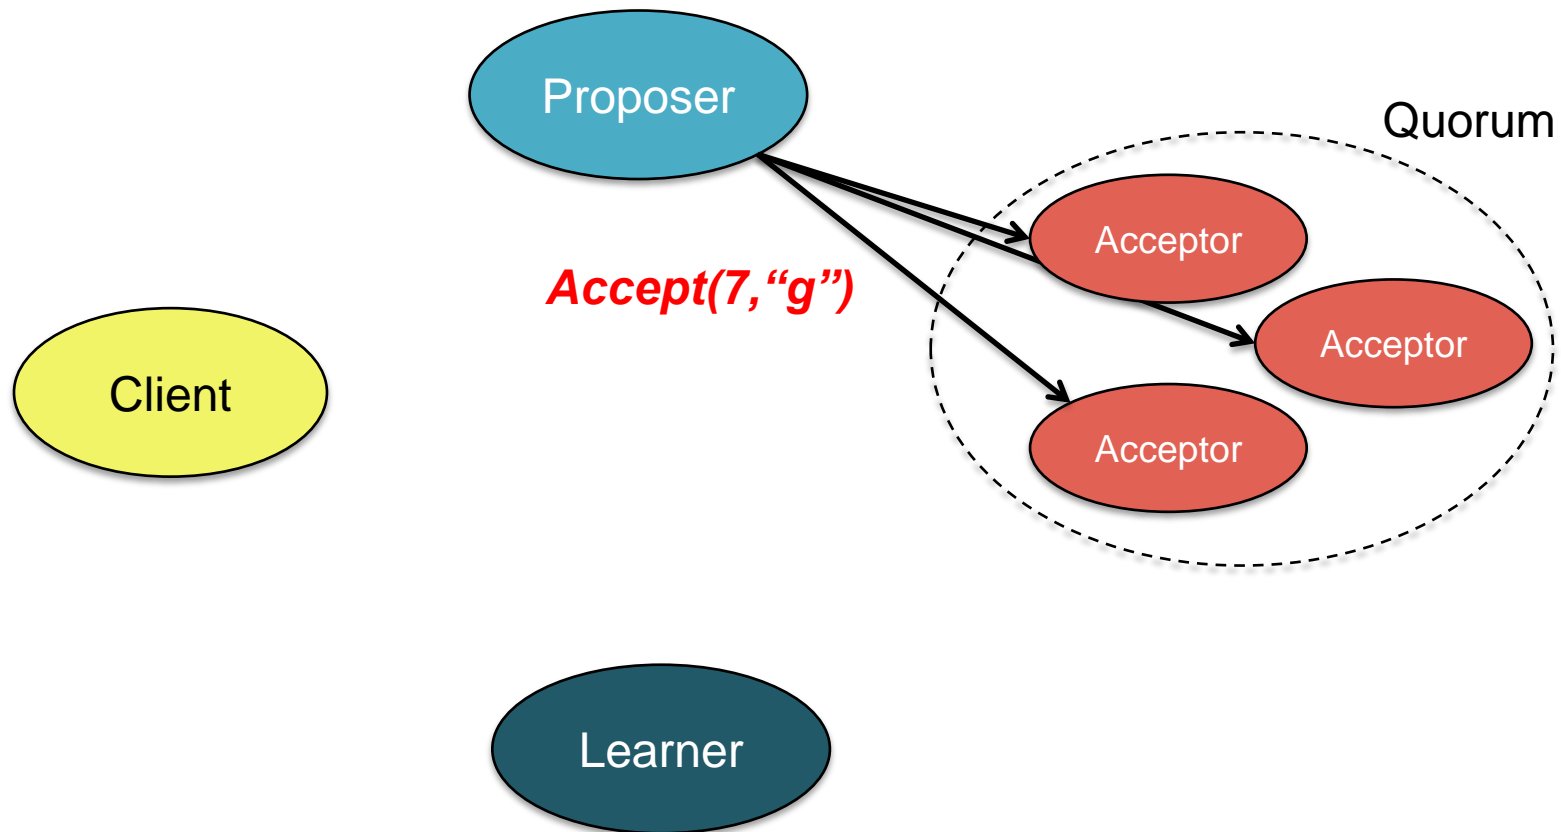 Proposer
Quorum
Acceptor
Accept(7,“g”)
Acceptor
Client
Acceptor
Learner